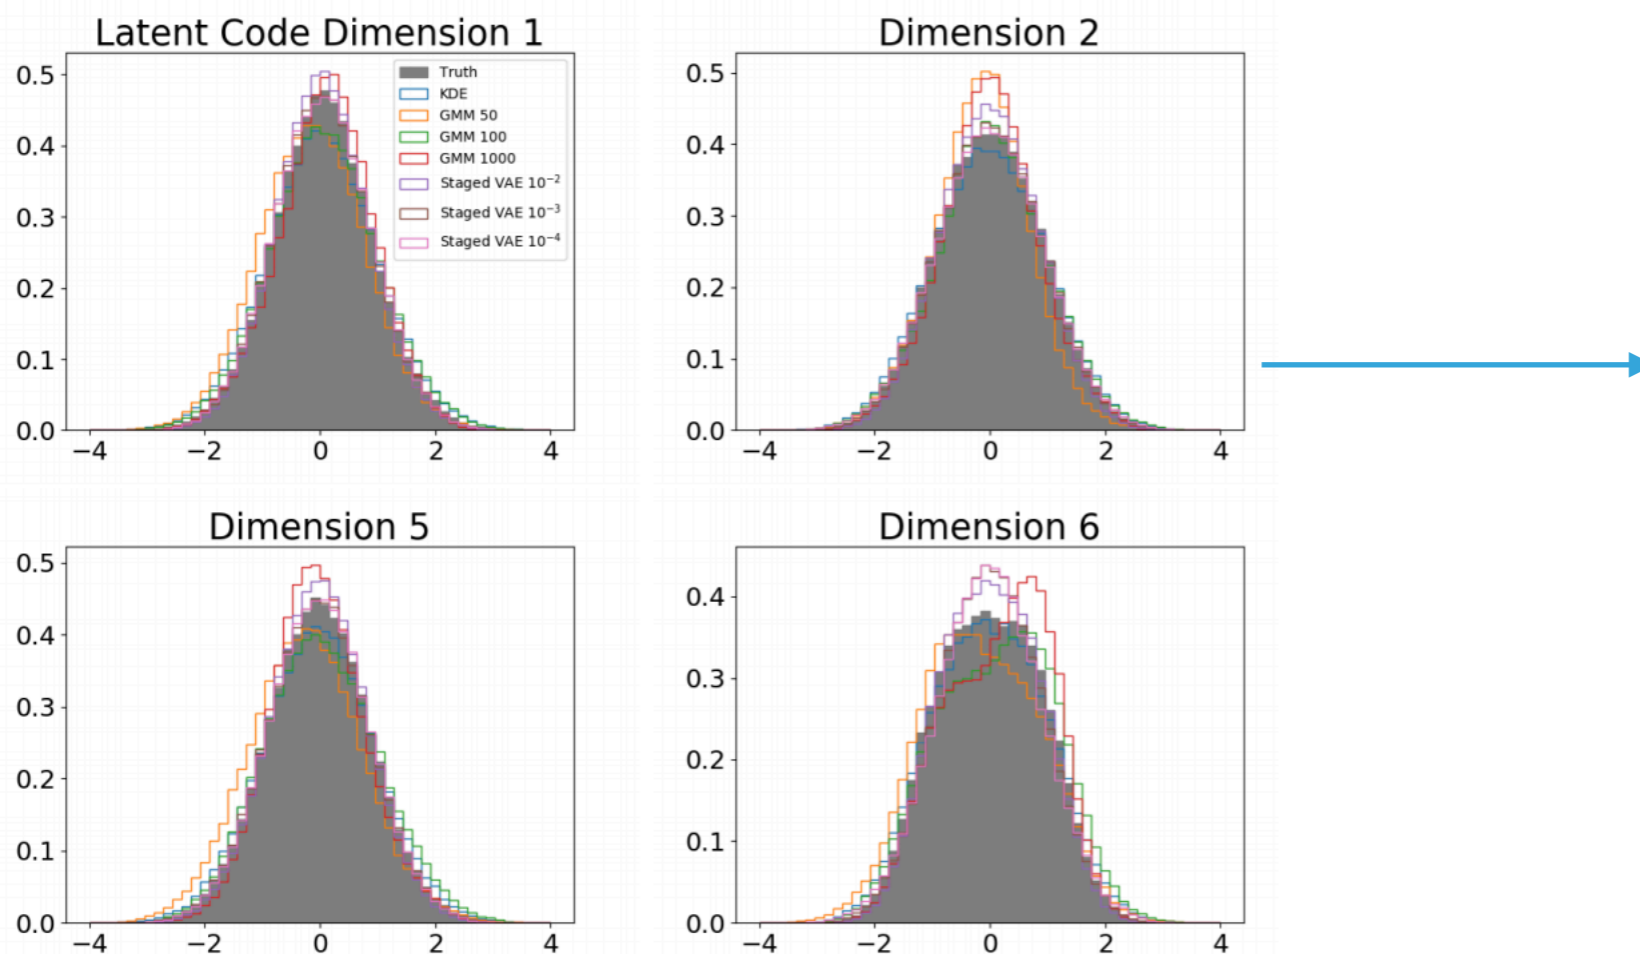 Latent Code Dimension 1
0.5
0.4
0.3
0.2
0.1
0.0
−4 −2 0 2 4
Truth
KDE
GMM 50
GMM 100
GMM 1000
Staged VAE 10⁻²
Staged VAE 10⁻³
Staged VAE 10⁻⁴
Dimension 2
0.5
0.4
0.3
0.2
0.1
0.0
−4 −2 0 2 4
Dimension 5
0.5
0.4
0.3
0.2
0.1
0.0
−4 −2 0 2 4
Dimension 6
0.4
0.3
0.2
0.1
0.0
−4 −2 0 2 4